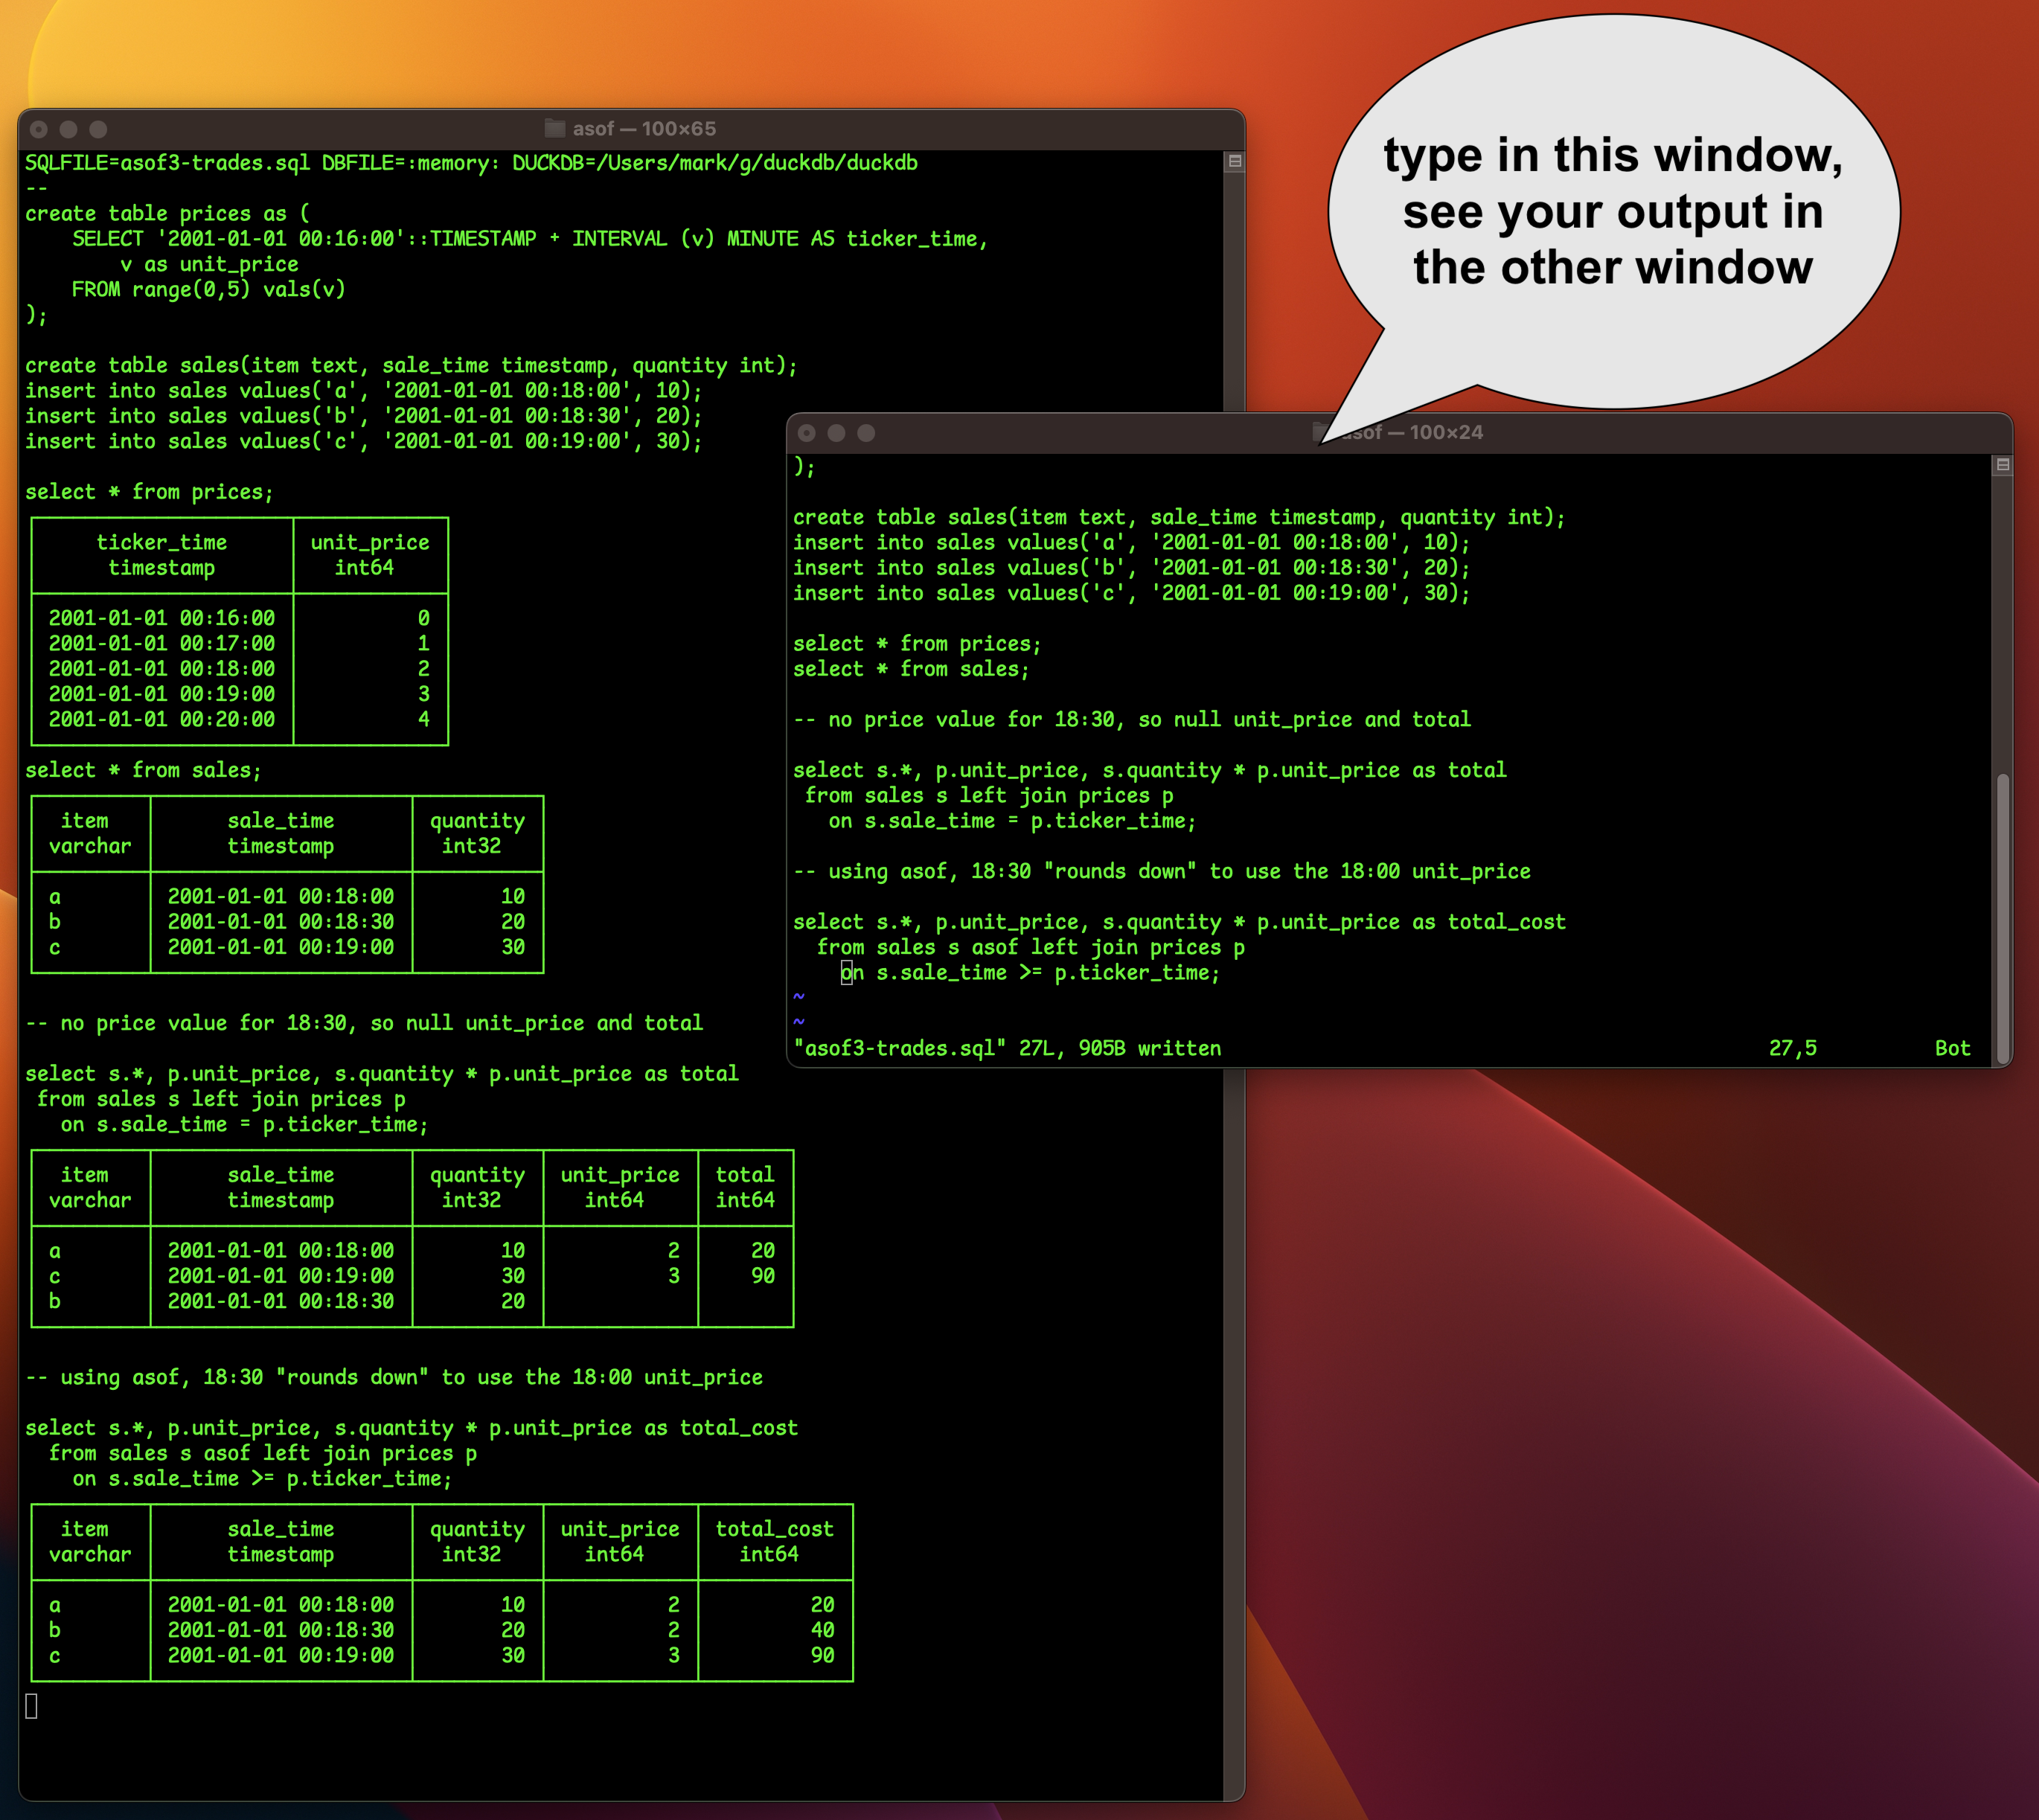 asof — 100×65
SQLFILE=asof3-trades.sql DBFILE=:memory: DUCKDB=/Users/mark/g/duckdb/duckdb
--
create table prices as (
    SELECT '2001-01-01 00:16:00'::TIMESTAMP + INTERVAL (v) MINUTE AS ticker_time,
        v as unit_price
    FROM range(0,5) vals(v)
);
create table sales(item text, sale_time timestamp, quantity int);
insert into sales values('a', '2001-01-01 00:18:00', 10);
insert into sales values('b', '2001-01-01 00:18:30', 20);
insert into sales values('c', '2001-01-01 00:19:00', 30);
select * from prices;
ticker_time unit_price
timestamp int64
2001-01-01 00:16:00 0
2001-01-01 00:17:00 1
2001-01-01 00:18:00 2
2001-01-01 00:19:00 3
2001-01-01 00:20:00 4
select * from sales;
item sale_time quantity
varchar timestamp int32
a 2001-01-01 00:18:00 10
b 2001-01-01 00:18:30 20
c 2001-01-01 00:19:00 30
-- no price value for 18:30, so null unit_price and total
select s.*, p.unit_price, s.quantity * p.unit_price as total
 from sales s left join prices p
   on s.sale_time = p.ticker_time;
item sale_time quantity unit_price total
varchar timestamp int32 int64 int64
a 2001-01-01 00:18:00 10 2 20
c 2001-01-01 00:19:00 30 3 90
b 2001-01-01 00:18:30 20
-- using asof, 18:30 "rounds down" to use the 18:00 unit_price
select s.*, p.unit_price, s.quantity * p.unit_price as total_cost
  from sales s asof left join prices p
    on s.sale_time >= p.ticker_time;
item sale_time quantity unit_price total_cost
varchar timestamp int32 int64 int64
a 2001-01-01 00:18:00 10 2 20
b 2001-01-01 00:18:30 20 2 40
c 2001-01-01 00:19:00 30 3 90
type in this window,
see your output in
the other window
asof — 100×24
);
create table sales(item text, sale_time timestamp, quantity int);
insert into sales values('a', '2001-01-01 00:18:00', 10);
insert into sales values('b', '2001-01-01 00:18:30', 20);
insert into sales values('c', '2001-01-01 00:19:00', 30);
select * from prices;
select * from sales;
-- no price value for 18:30, so null unit_price and total
select s.*, p.unit_price, s.quantity * p.unit_price as total
 from sales s left join prices p
   on s.sale_time = p.ticker_time;
-- using asof, 18:30 "rounds down" to use the 18:00 unit_price
select s.*, p.unit_price, s.quantity * p.unit_price as total_cost
  from sales s asof left join prices p
    on s.sale_time >= p.ticker_time;
~
~
"asof3-trades.sql" 27L, 905B written 27,5 Bot